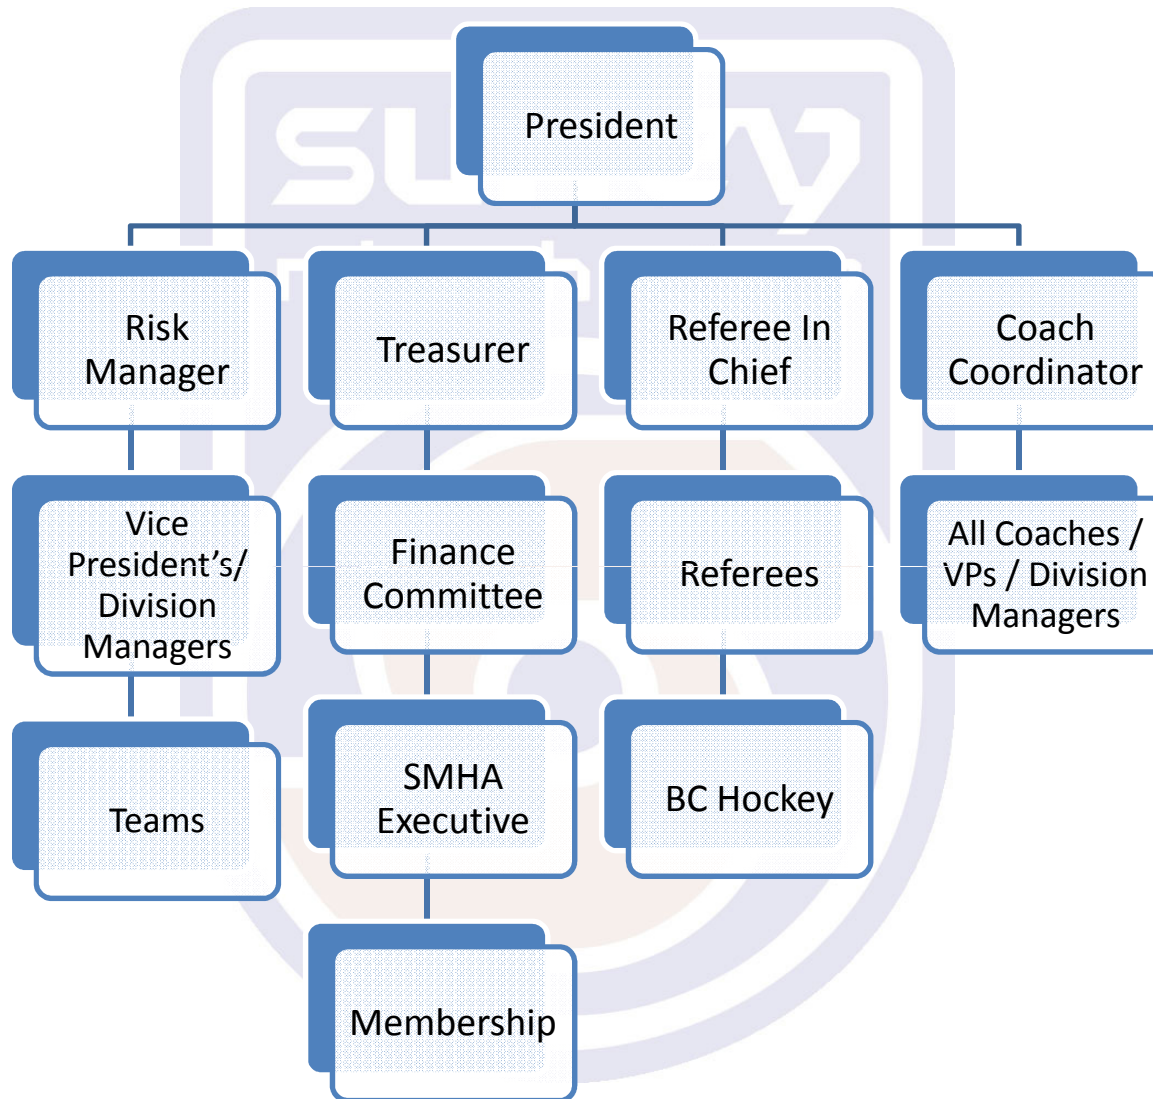 President
Risk
Manager
Treasurer
Referee In
Chief
Coach
Coordinator
Vice
President’s/
Division
Managers
Finance
Committee
Referees
All Coaches /
VPs / Division
Managers
Teams
SMHA
Executive
BC Hockey
Membership